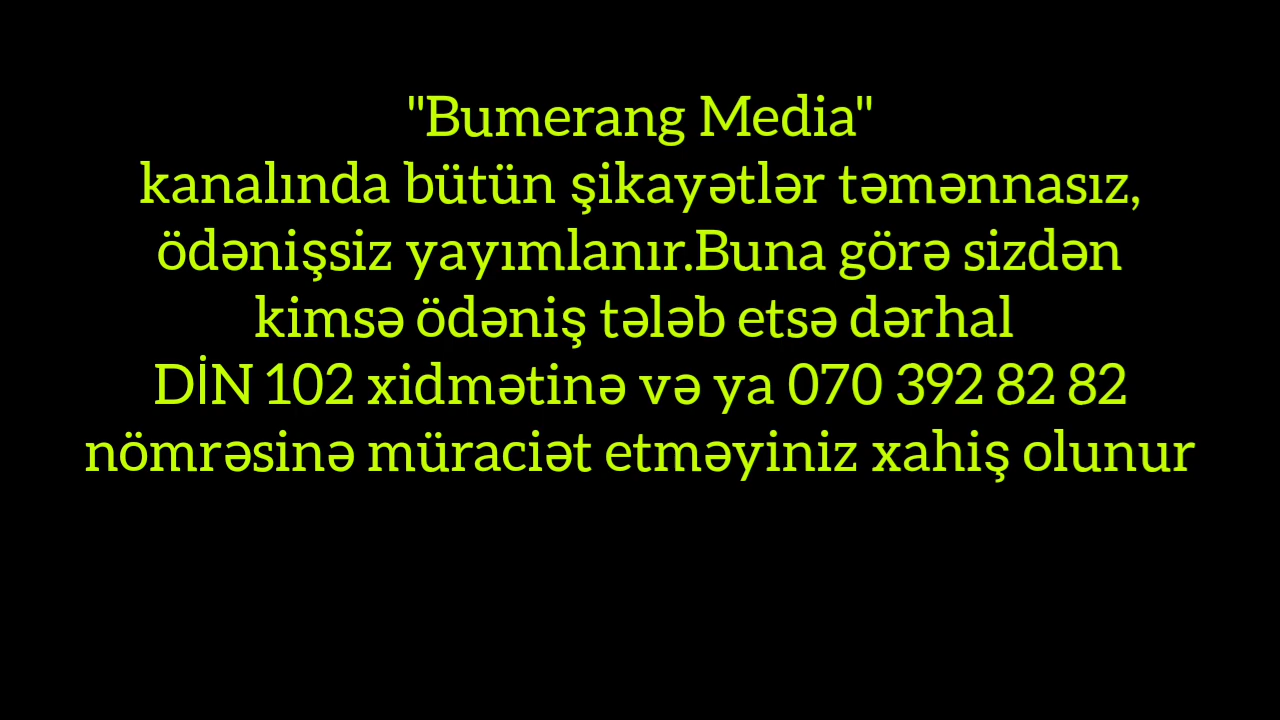 "Bumerang Media"
kanalında bütün şikayətlər təmənnasız,
ödənişsiz yayımlanır.Buna görə sizdən
kimsə ödəniş tələb etsə dərhal
DİN 102 xidmətinə və ya 070 392 82 82
nömrəsinə müraciət etməyiniz xahiş olunur